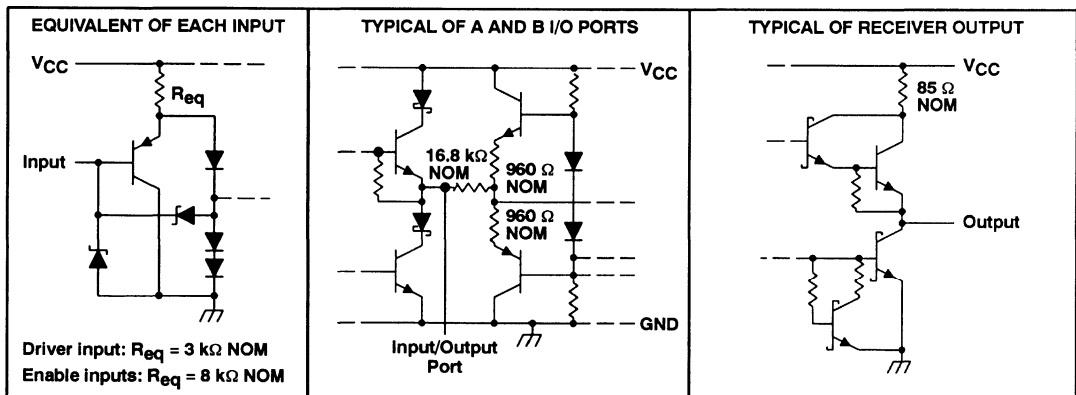 EQUIVALENT OF EACH INPUT
VCC
Req
Input
Driver input: Req = 3 kΩ NOM
Enable inputs: Req = 8 kΩ NOM
TYPICAL OF A AND B I/O PORTS
VCC
16.8 kΩ
NOM
960 Ω
NOM
960 Ω
NOM
GND
Input/Output
Port
TYPICAL OF RECEIVER OUTPUT
VCC
85 Ω
NOM
Output